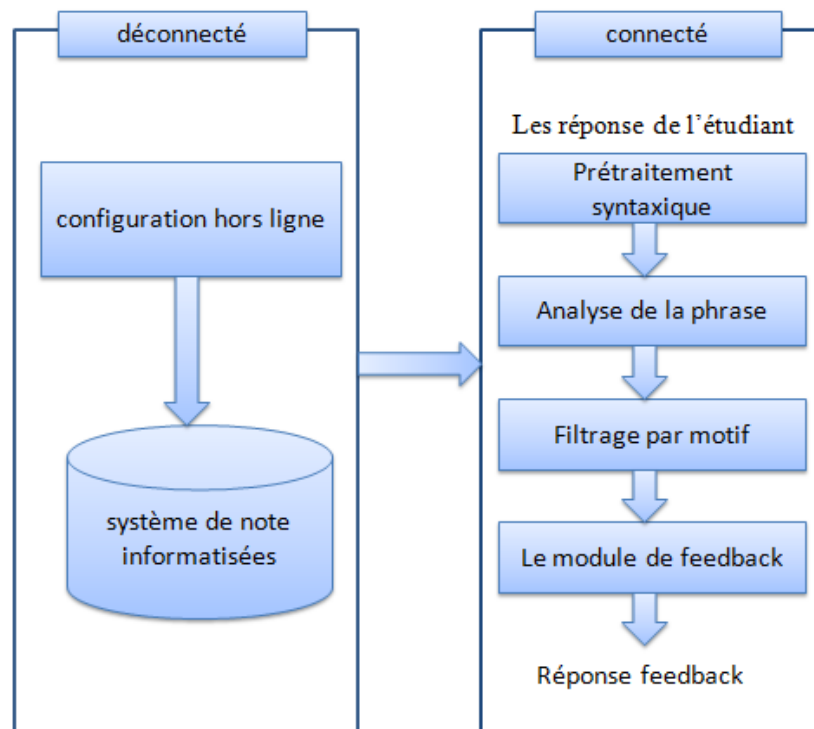 déconnecté
configuration hors ligne
système de note
informatisées
connecté
Les réponse de l'étudiant
Prétraitement
syntaxique
Analyse de la phrase
Filtrage par motif
Le module de feedback
Réponse feedback